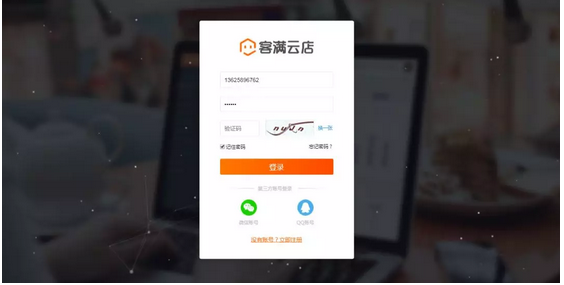 客满云店
13625896762
••••••
验证码
换一张
记住密码
忘记密码？
登录
第三方账号登录
微信账号
QQ账号
没有账号？立即注册